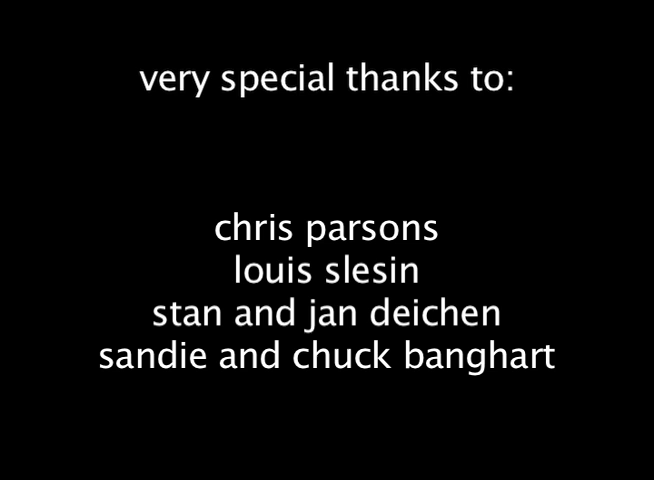 very special thanks to:
chris parsons
louis slesin
stan and jan deichen
sandie and chuck banghart